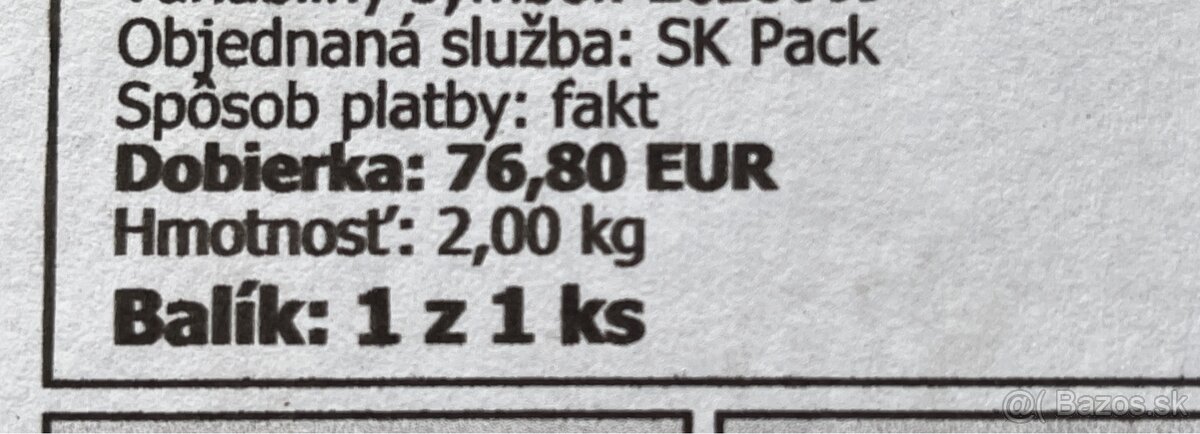 Objednaná služba: SK Pack
Spôsob platby: fakt
Dobierka: 76,80 EUR
Hmotnosť: 2,00 kg
Balík: 1 z 1 ks
@( Bazos.sk